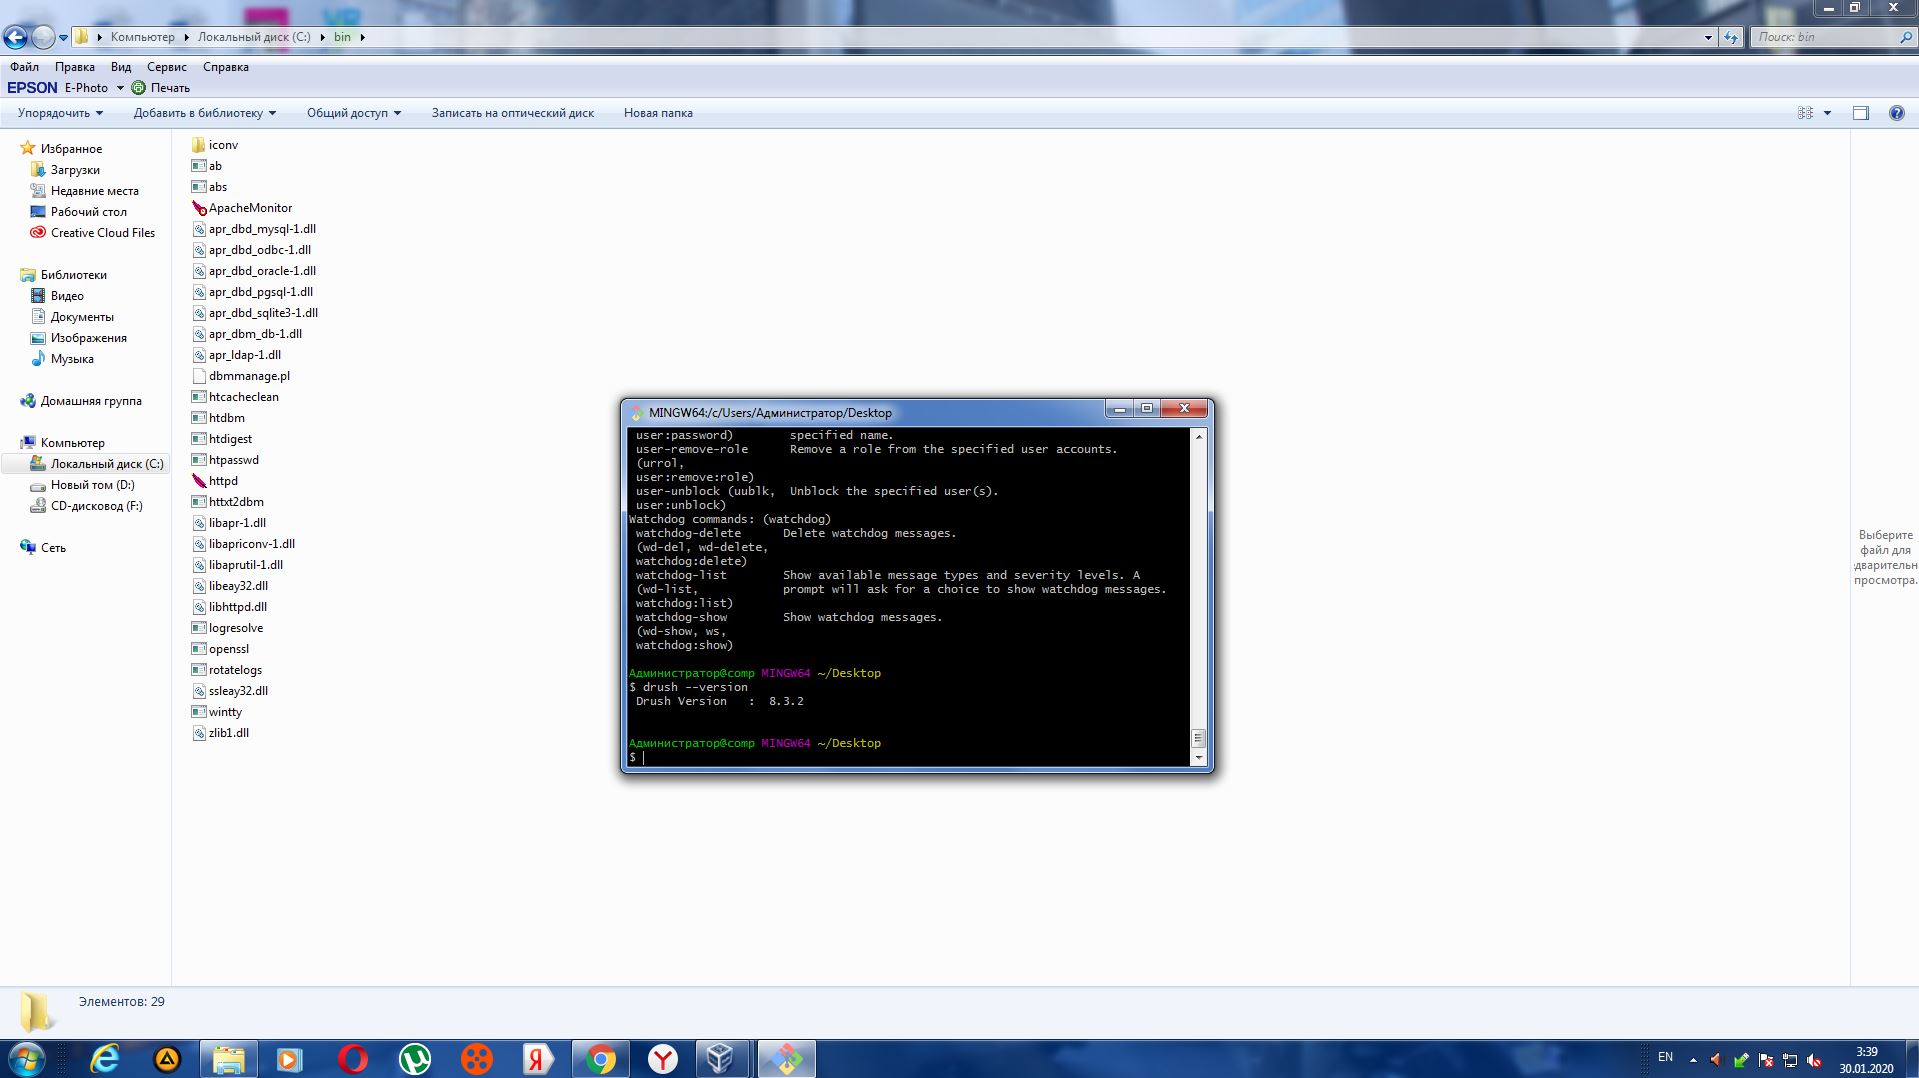 Компьютер Локальный диск (C:) bin
Поиск: bin
Файл Правка Вид Сервис Справка
EPSON E-Photo Печать
Упорядочить Добавить в библиотеку Общий доступ Записать на оптический диск Новая папка
Избранное
Загрузки
Недавние места
Рабочий стол
Creative Cloud Files
Библиотеки
Видео
Документы
Изображения
Музыка
Домашняя группа
Компьютер
Локальный диск (C:)
Новый том (D:)
CD-дисковод (F:)
Сеть
iconv
ab
abs
ApacheMonitor
apr_dbd_mysql-1.dll
apr_dbd_odbc-1.dll
apr_dbd_oracle-1.dll
apr_dbd_pgsql-1.dll
apr_dbd_sqlite3-1.dll
apr_dbm_db-1.dll
apr_ldap-1.dll
dbmmanage.pl
htcacheclean
htdbm
htdigest
htpasswd
httpd
httxt2dbm
libapr-1.dll
libapriconv-1.dll
libaprutil-1.dll
libeay32.dll
libhttpd.dll
logresolve
openssl
rotatelogs
ssleay32.dll
wintty
zlib1.dll
MINGW64:/c/Users/Администратор/Desktop
user:password) specified name.
user-remove-role Remove a role from the specified user accounts.
(urrol,
user:remove:role)
user-unblock (uublk, Unblock the specified user(s).
user:unblock)
Watchdog commands: (watchdog)
watchdog-delete Delete watchdog messages.
(wd-del, wd-delete,
watchdog:delete)
watchdog-list Show available message types and severity levels. A
(wd-list, prompt will ask for a choice to show watchdog messages.
watchdog:list)
watchdog-show Show watchdog messages.
(wd-show, ws,
watchdog:show)
Администратор@comp MINGW64 ~/Desktop
$ drush --version
Drush Version : 8.3.2
Администратор@comp MINGW64 ~/Desktop
$
Выберите
файл для
дварительн
просмотра.
Элементов: 29
EN
3:39
30.01.2020